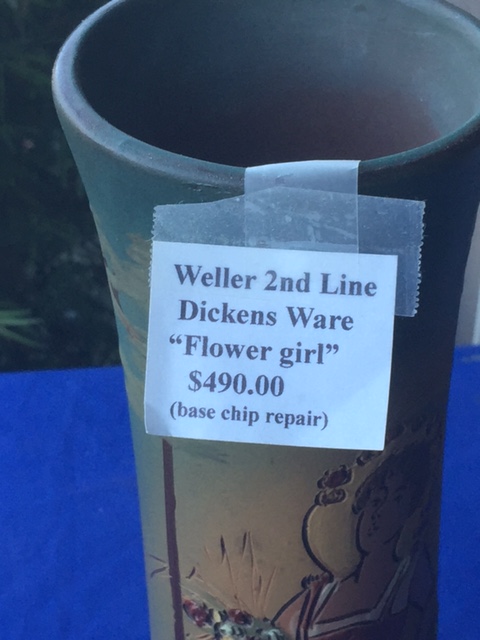 Weller 2nd Line
Dickens Ware
“Flower girl”
$490.00
(base chip repair)